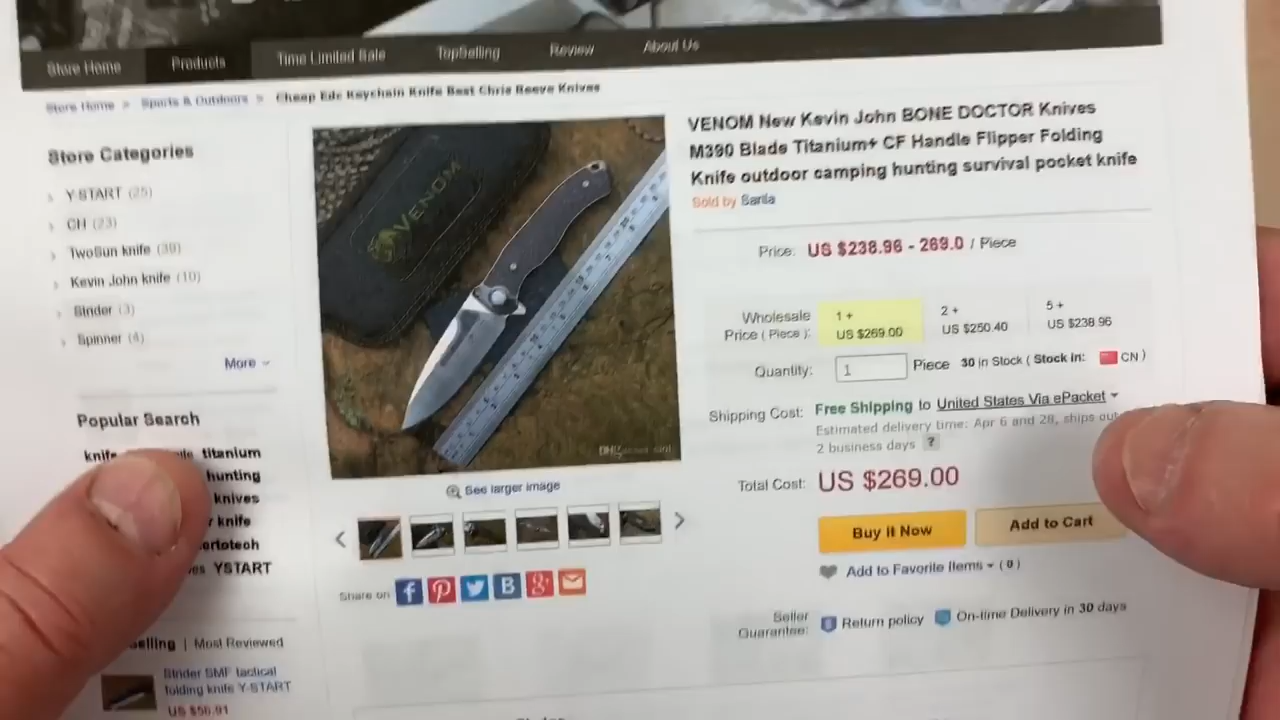 Store Home
Products
Time Limited Sale
TopSelling
Review
About Us
Store Home > Sports & Outdoors > Cheap Edc Keychain Knife Best Chris Reeve Knives
Store Categories
Y-START (25)
CH (23)
TwoSun knife (39)
Kevin John knife (10)
Strider (3)
Spinner (4)
More
Popular Search
knife titanium
hunting
knives
knife
YSTART
VENOM
See larger image
Share on
VENOM New Kevin John BONE DOCTOR Knives
M390 Blade Titanium+ CF Handle Flipper Folding
Knife outdoor camping hunting survival pocket knife
Sold by
Price: US $238.96 - 269.0 / Piece
Wholesale
Price ( Piece ):
1 +
US $269.00
2 +
US $250.40
5 +
US $238.96
Quantity: 1 Piece 30 in Stock ( Stock in: CN )
Shipping Cost: Free Shipping to United States Via ePacket
Estimated delivery time: Apr 6 and 28, ships out
2 business days ?
Total Cost: US $269.00
Buy it Now
Add to Cart
Add to Favorite Items ( 0 )
Seller
Guarantee:
Return policy
On-time Delivery in 30 days
| Most Reviewed
Strider SMF tactical
folding knife Y-START
US $50.91